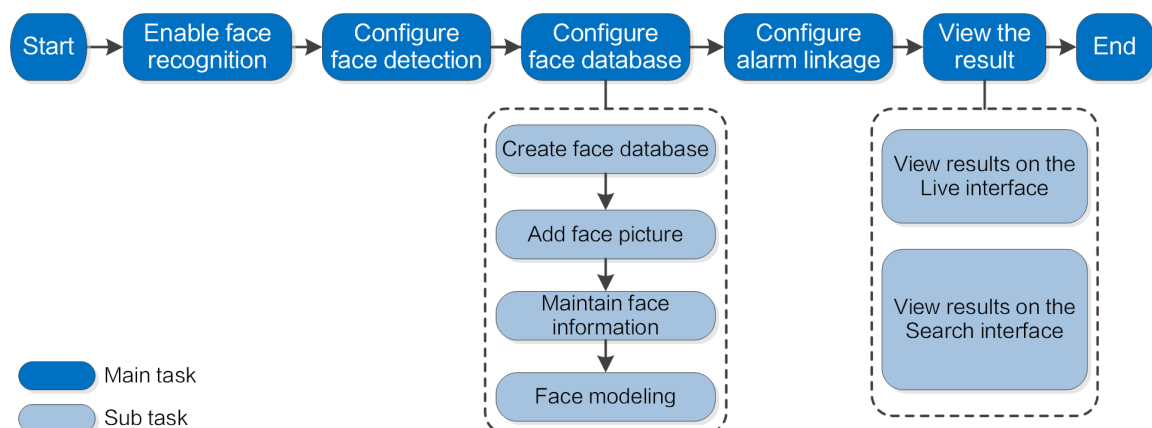 Start
Enable face
recognition
Configure
face detection
Configure
face database
Configure
alarm linkage
View the
result
End
Create face database
Add face picture
Maintain face
information
Face modeling
View results on the
Live interface
View results on the
Search interface
Main task
Sub task